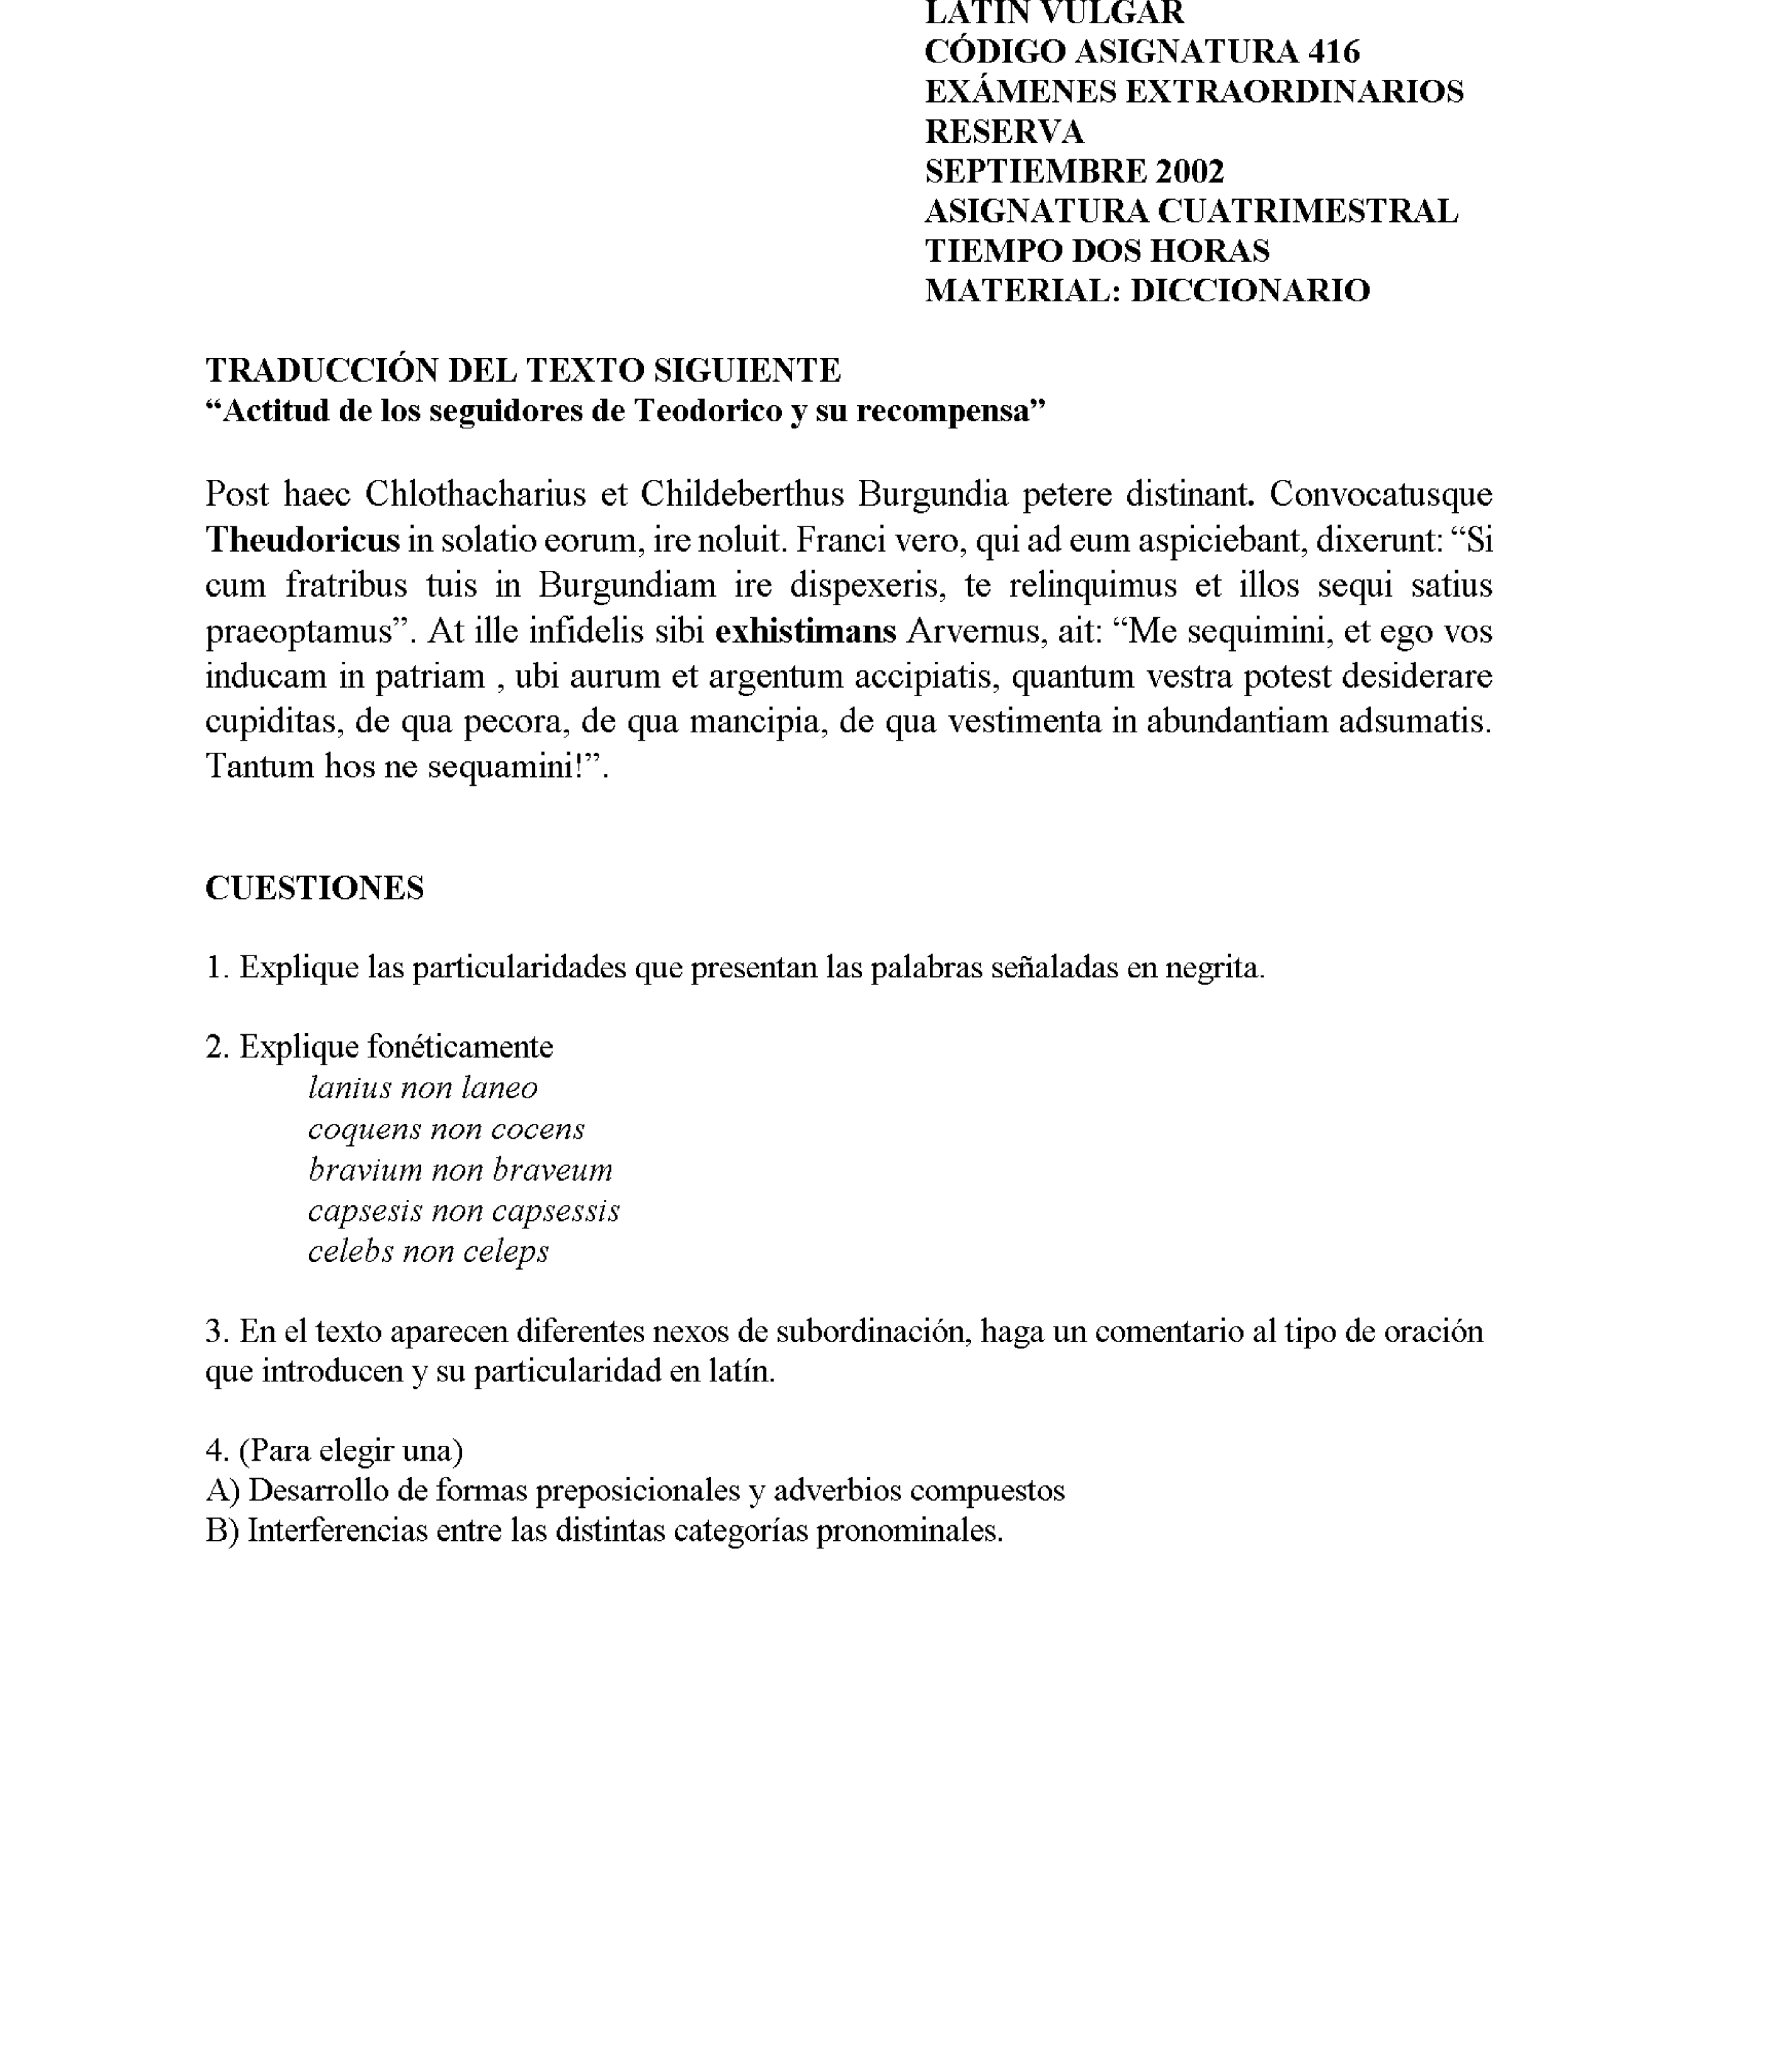 LATIN VULGAR
CÓDIGO ASIGNATURA 416
EXÁMENES EXTRAORDINARIOS
RESERVA
SEPTIEMBRE 2002
ASIGNATURA CUATRIMESTRAL
TIEMPO DOS HORAS
MATERIAL: DICCIONARIO
TRADUCCIÓN DEL TEXTO SIGUIENTE
“Actitud de los seguidores de Teodorico y su recompensa”
Post haec Chlothacharius et Childeberthus Burgundia petere distinant. Convocatusque
Theudoricus in solatio eorum, ire noluit. Franci vero, qui ad eum aspiciebant, dixerunt: “Si
cum fratribus tuis in Burgundiam ire dispexeris, te relinquimus et illos sequi satius
praeoptamus”. At ille infidelis sibi exhistimans Arvernus, ait: “Me sequimini, et ego vos
inducam in patriam , ubi aurum et argentum accipiatis, quantum vestra potest desiderare
cupiditas, de qua pecora, de qua mancipia, de qua vestimenta in abundantiam adsumatis.
Tantum hos ne sequamini!”.
CUESTIONES
1. Explique las particularidades que presentan las palabras señaladas en negrita.
2. Explique fonéticamente
lanius non laneo
coquens non cocens
bravium non braveum
capsesis non capsessis
celebs non celeps
3. En el texto aparecen diferentes nexos de subordinación, haga un comentario al tipo de oración
que introducen y su particularidad en latín.
4. (Para elegir una)
A) Desarrollo de formas preposicionales y adverbios compuestos
B) Interferencias entre las distintas categorías pronominales.